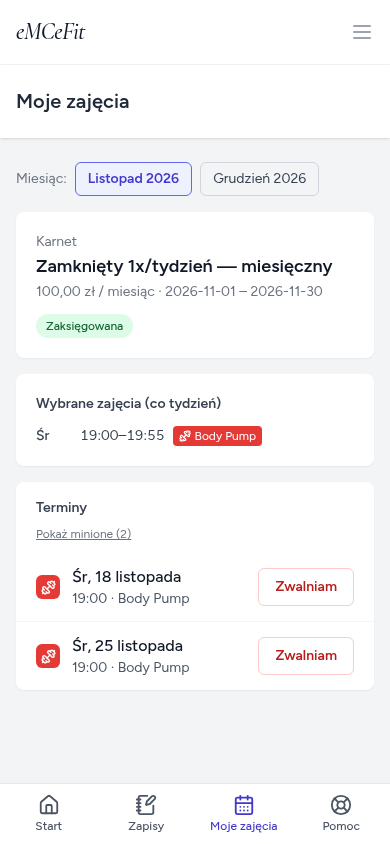 eMCeFit
Moje zajęcia
Miesiąc: Listopad 2026 Grudzień 2026
Karnet
Zamknięty 1x/tydzień — miesięczny
100,00 zł / miesiąc · 2026-11-01 – 2026-11-30
Zaksięgowana
Wybrane zajęcia (co tydzień)
Śr 19:00–19:55 Body Pump
Terminy
Pokaż minione (2)
Śr, 18 listopada
19:00 · Body Pump
Zwalniam
Śr, 25 listopada
19:00 · Body Pump
Zwalniam
Start Zapisy Moje zajęcia Pomoc